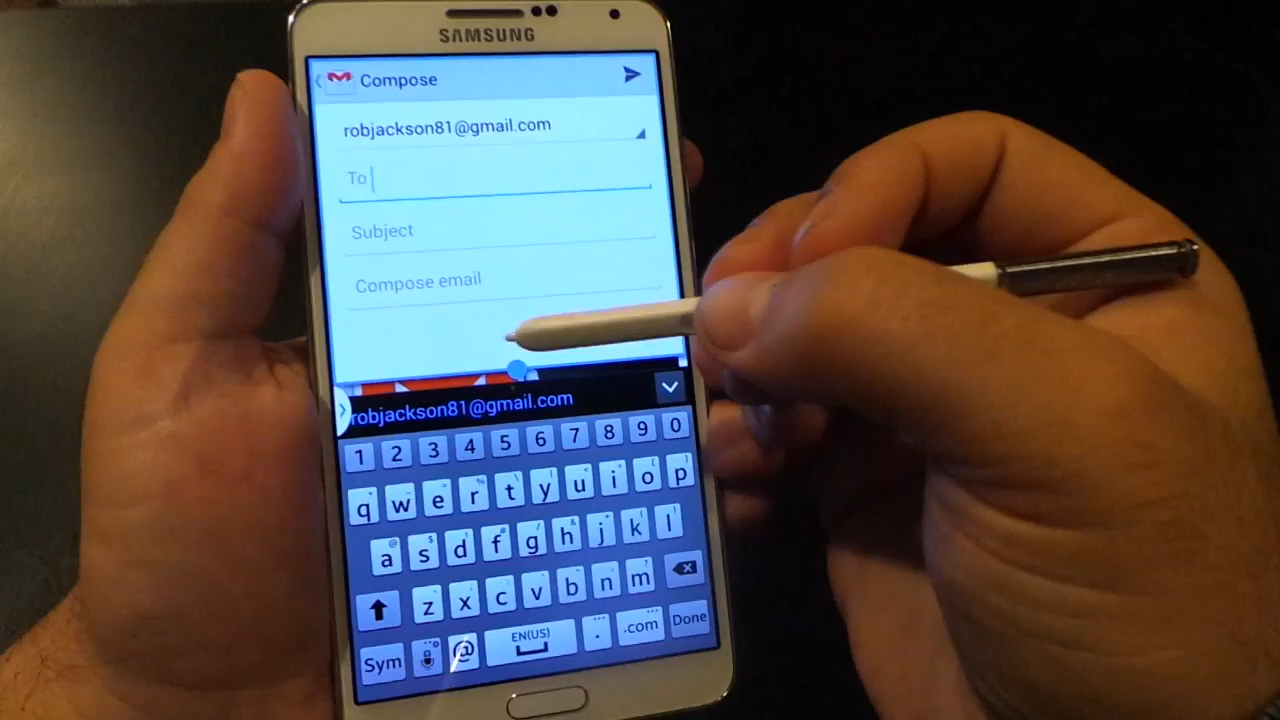 SAMSUNG
Compose
robjackson81@gmail.com
To
Subject
Compose email
robjackson81@gmail.com
1 2 3 4 5 6 7 8 9 0
q w e r t y u i o p
a s d f g h j k l
z x c v b n m
Sym @ EN(US) . .com Done